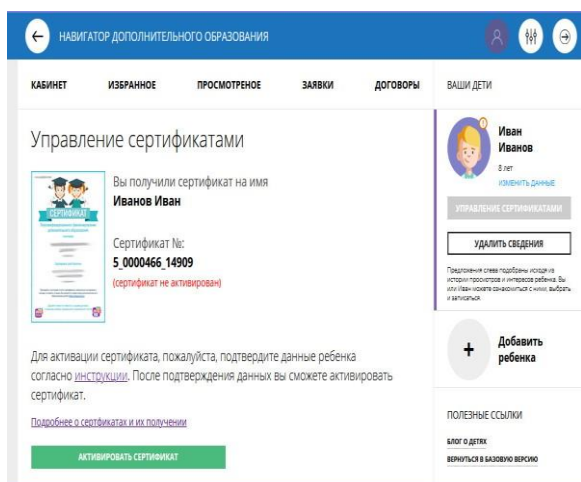 НАВИГАТОР ДОПОЛНИТЕЛЬНОГО ОБРАЗОВАНИЯ
КАБИНЕТ ИЗБРАННОЕ ПРОСМОТРЕНОЕ ЗАЯВКИ ДОГОВОРЫ
Управление сертификатами
СЕРТИФИКАТ
Вы получили сертификат на имя
Иванов Иван
Сертификат №:
5_0000466_14909
(сертификат не активирован)
Для активации сертификата, пожалуйста, подтвердите данные ребенка
согласно инструкции. После подтверждения данных вы сможете активировать
сертификат.
Подробнее о сертфикатах и их получении
АКТИВИРОВАТЬ СЕРТИФИКАТ
ВАШИ ДЕТИ
Иван
Иванов
8 лет
ИЗМЕНИТЬ ДАННЫЕ
УПРАВЛЕНИЕ СЕРТИФИКАТАМИ
УДАЛИТЬ СВЕДЕНИЯ
Предложения слева подобраны исходя из
истории просмотров и интересов ребенка. Вы
или Иван можете ознакомиться с ними, выбрать
и записаться.
+ Добавить
ребенка
ПОЛЕЗНЫЕ ССЫЛКИ
БЛОГ О ДЕТЯХ
ВЕРНУТЬСЯ В БАЗОВУЮ ВЕРСИЮ